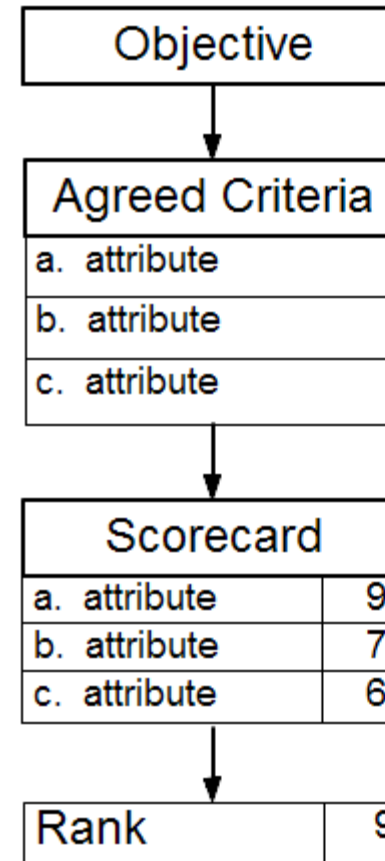 Objective
Agreed Criteria
a. attribute
b. attribute
c. attribute
Scorecard
a. attribute 9
b. attribute 7
c. attribute 6
Rank 9